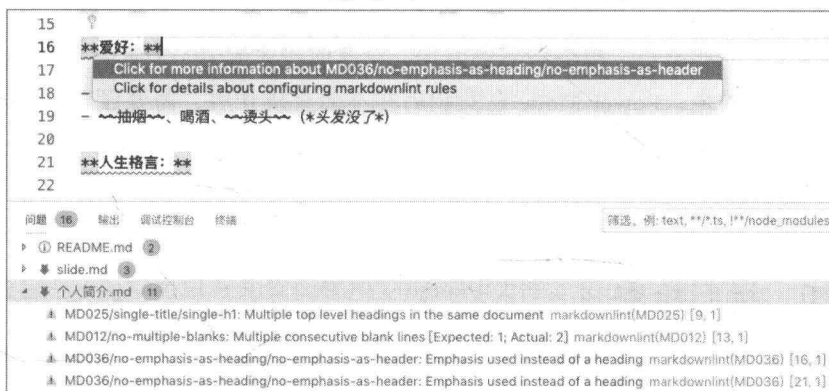 15
16 **爱好：**
17 Click for more information about MD036/no-emphasis-as-heading/no-emphasis-as-header
18 - Click for details about configuring markdownlint rules
19 - ~~抽烟~~、喝酒、~~烫头~~（*头发没了*）
20
21 **人生格言：**
22
问题 16 输出 调试控制台 终端 筛选。例: text, **/*.ts, !**/node_modules
README.md 2
slide.md 3
个人简介.md 11
MD025/single-title/single-h1: Multiple top level headings in the same document markdownlint(MD025) [9, 1]
MD012/no-multiple-blanks: Multiple consecutive blank lines [Expected: 1; Actual: 2] markdownlint(MD012) [13, 1]
MD036/no-emphasis-as-heading/no-emphasis-as-header: Emphasis used instead of a heading markdownlint(MD036) [16, 1]
MD036/no-emphasis-as-heading/no-emphasis-as-header: Emphasis used instead of a heading markdownlint(MD036) [21, 1]